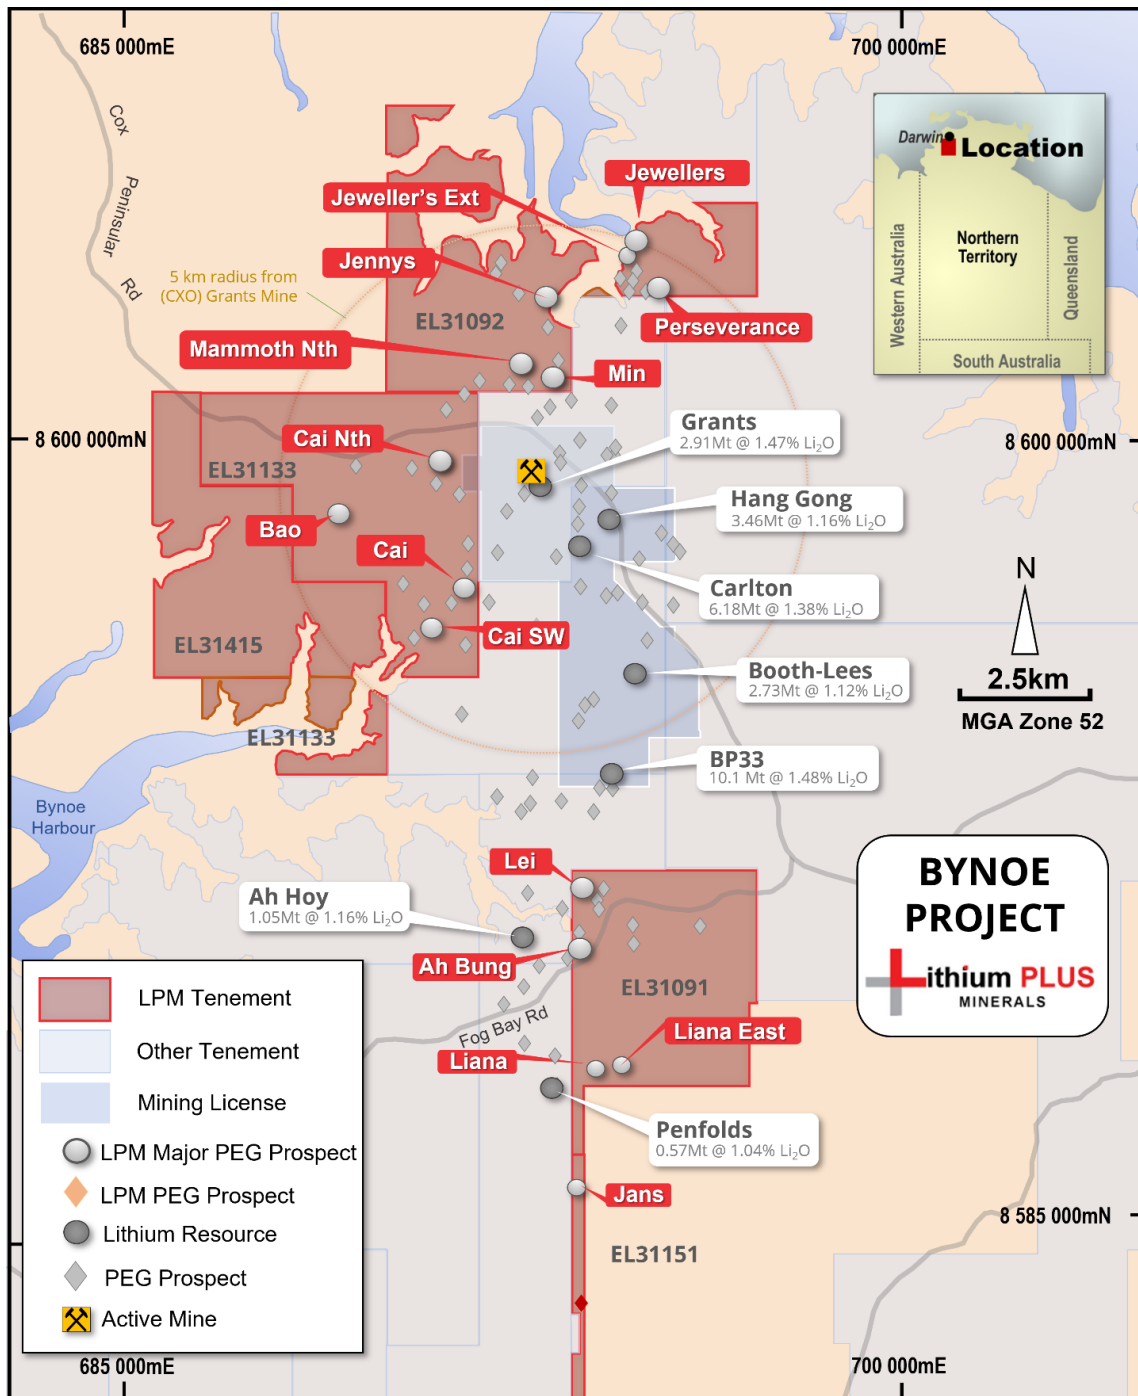 685 000mE
700 000mE
Cox
Peninsular
Rd
Darwin
Location
Northern
Territory
Western Australia
Queensland
South Australia
Jewellers
Jeweller's Ext
Jennys
5 km radius from
(CXO) Grants Mine
EL31092
Perseverance
Mammoth Nth
Min
8 600 000mN
8 600 000mN
Grants
2.91Mt @ 1.47% Li₂O
Cai Nth
EL31133
Hang Gong
3.46Mt @ 1.16% Li₂O
Bao
Cai
Carlton
6.18Mt @ 1.38% Li₂O
N
2.5km
MGA Zone 52
EL31415
Cai SW
Booth-Lees
2.73Mt @ 1.12% Li₂O
EL31133
BP33
10.1 Mt @ 1.48% Li₂O
Bynoe
Harbour
Lei
Ah Hoy
1.05Mt @ 1.16% Li₂O
BYNOE
PROJECT
Lithium PLUS
MINERALS
Ah Bung
EL31091
Fog Bay Rd
Liana East
Liana
Penfolds
0.57Mt @ 1.04% Li₂O
Jans
8 585 000mN
EL31151
LPM Tenement
Other Tenement
Mining License
LPM Major PEG Prospect
LPM PEG Prospect
Lithium Resource
PEG Prospect
Active Mine
685 000mE
700 000mE